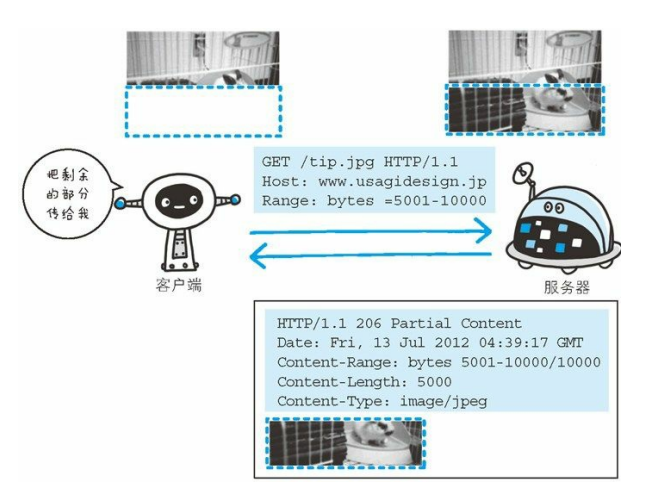 把剩余
的部分
传给我
GET /tip.jpg HTTP/1.1
Host: www.usagidesign.jp
Range: bytes =5001-10000
客户端
服务器
HTTP/1.1 206 Partial Content
Date: Fri, 13 Jul 2012 04:39:17 GMT
Content-Range: bytes 5001-10000/10000
Content-Length: 5000
Content-Type: image/jpeg